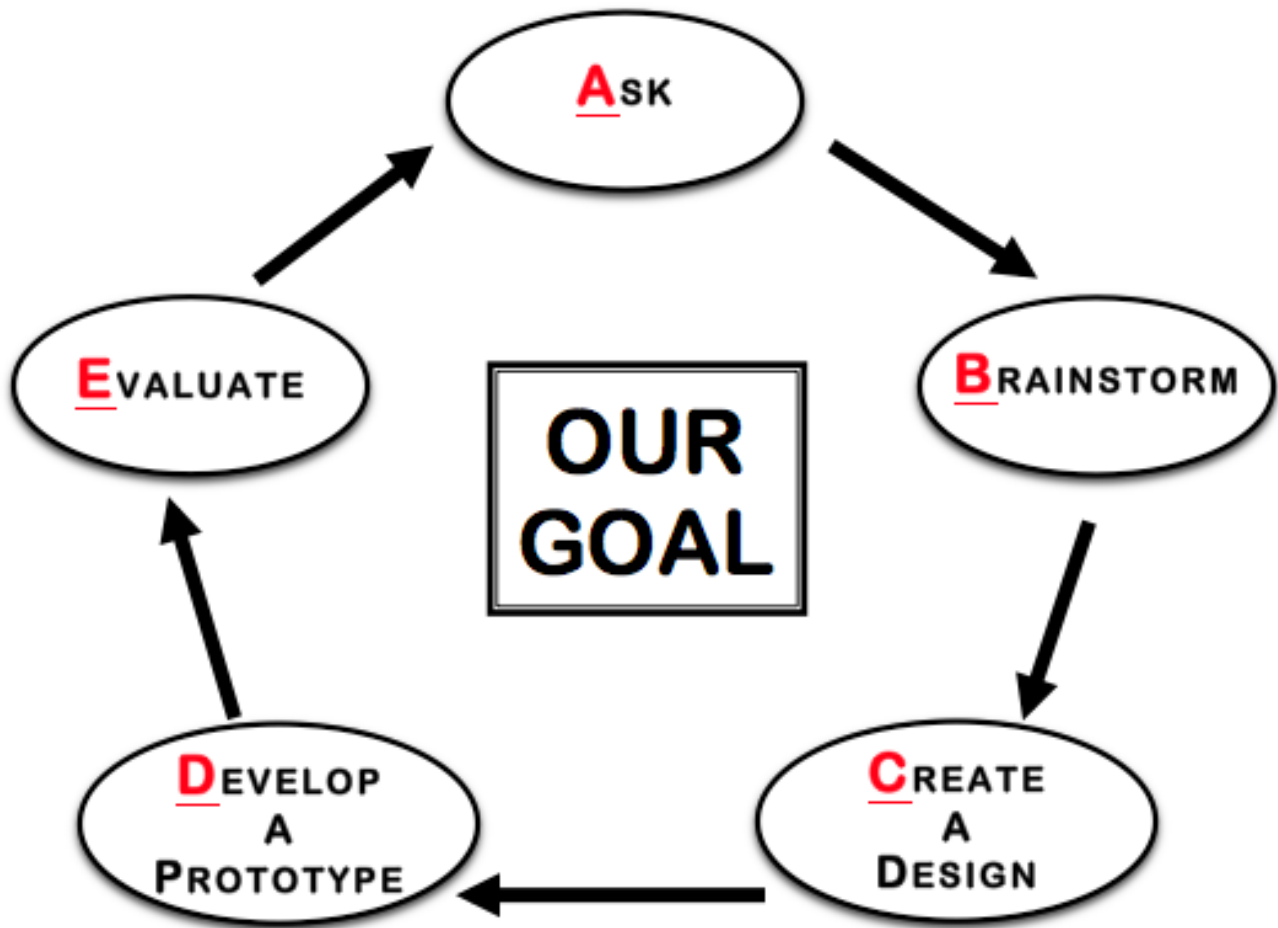 ASK
BRAINSTORM
CREATE
A
DESIGN
DEVELOP
A
PROTOTYPE
EVALUATE
OUR
GOAL